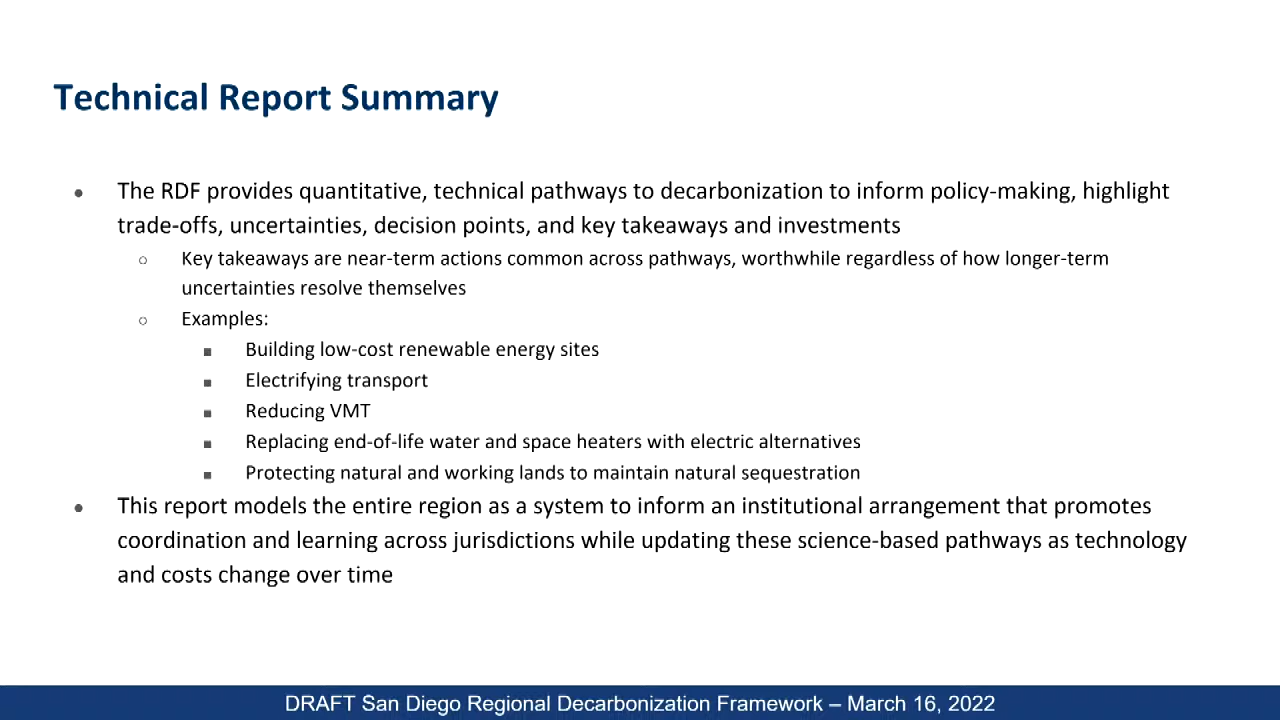 Technical Report Summary
● The RDF provides quantitative, technical pathways to decarbonization to inform policy-making, highlight
trade-offs, uncertainties, decision points, and key takeaways and investments
○ Key takeaways are near-term actions common across pathways, worthwhile regardless of how longer-term
uncertainties resolve themselves
○ Examples:
■ Building low-cost renewable energy sites
■ Electrifying transport
■ Reducing VMT
■ Replacing end-of-life water and space heaters with electric alternatives
■ Protecting natural and working lands to maintain natural sequestration
● This report models the entire region as a system to inform an institutional arrangement that promotes
coordination and learning across jurisdictions while updating these science-based pathways as technology
and costs change over time
DRAFT San Diego Regional Decarbonization Framework – March 16, 2022